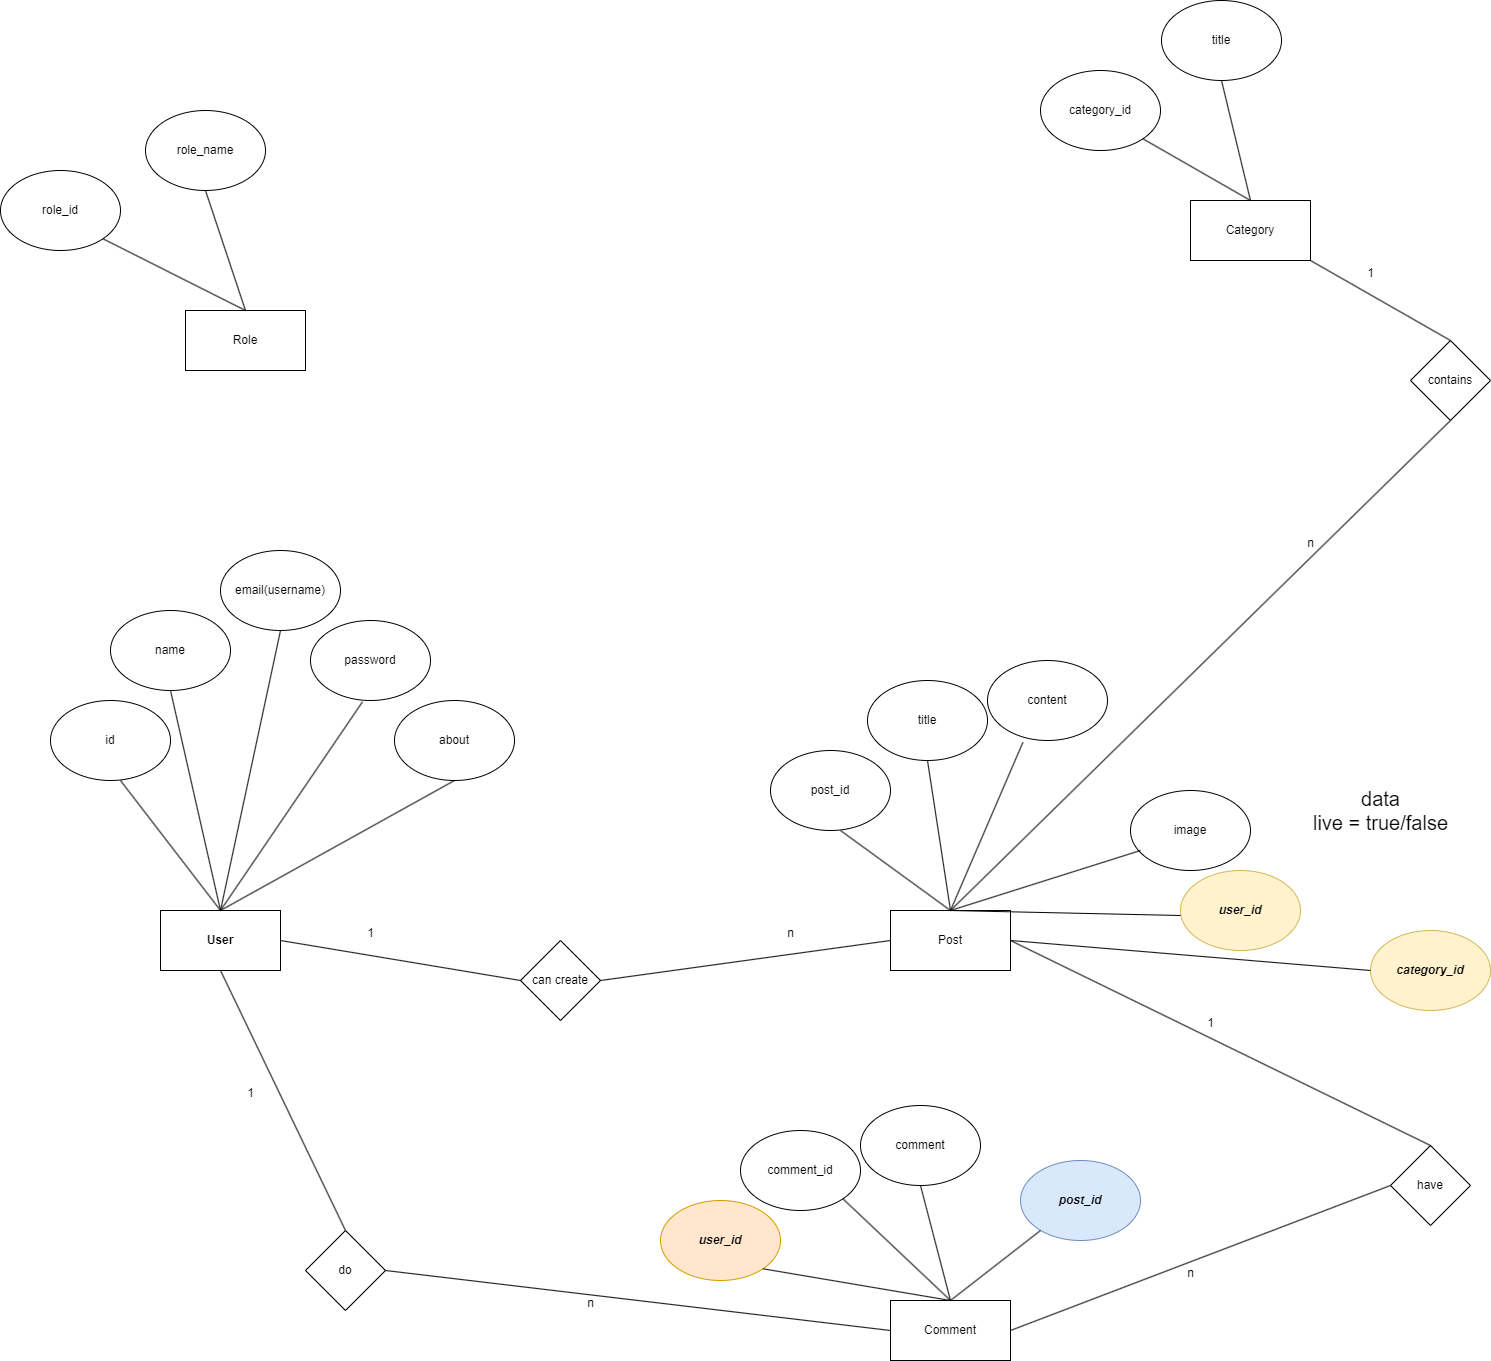 title
category_id
role_name
role_id
Category
1
Role
contains
n
email(username)
name
password
id
about
content
title
post_id
image
data
live = true/false
user_id
User
1
n
Post
category_id
can create
1
1
comment
comment_id
post_id
have
user_id
do
n
n
Comment